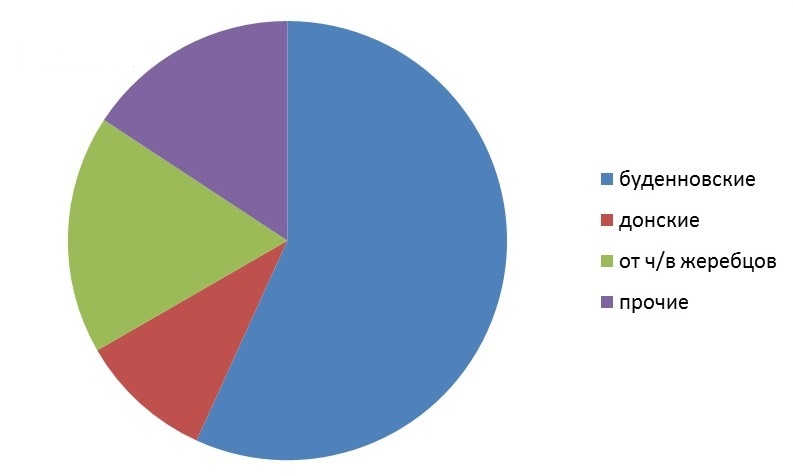 буденновские
донские
от ч/в жеребцов
прочие